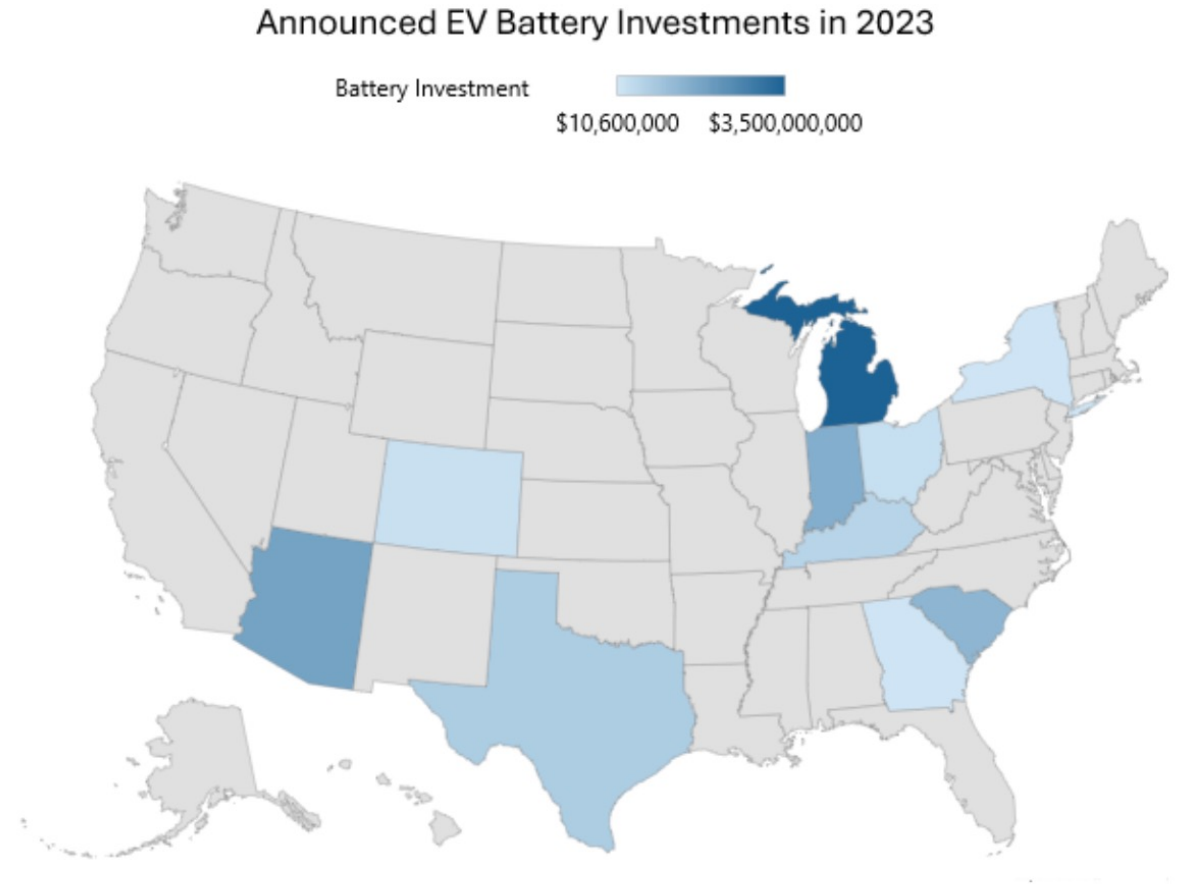 Announced EV Battery Investments in 2023
Battery Investment
$10,600,000 $3,500,000,000